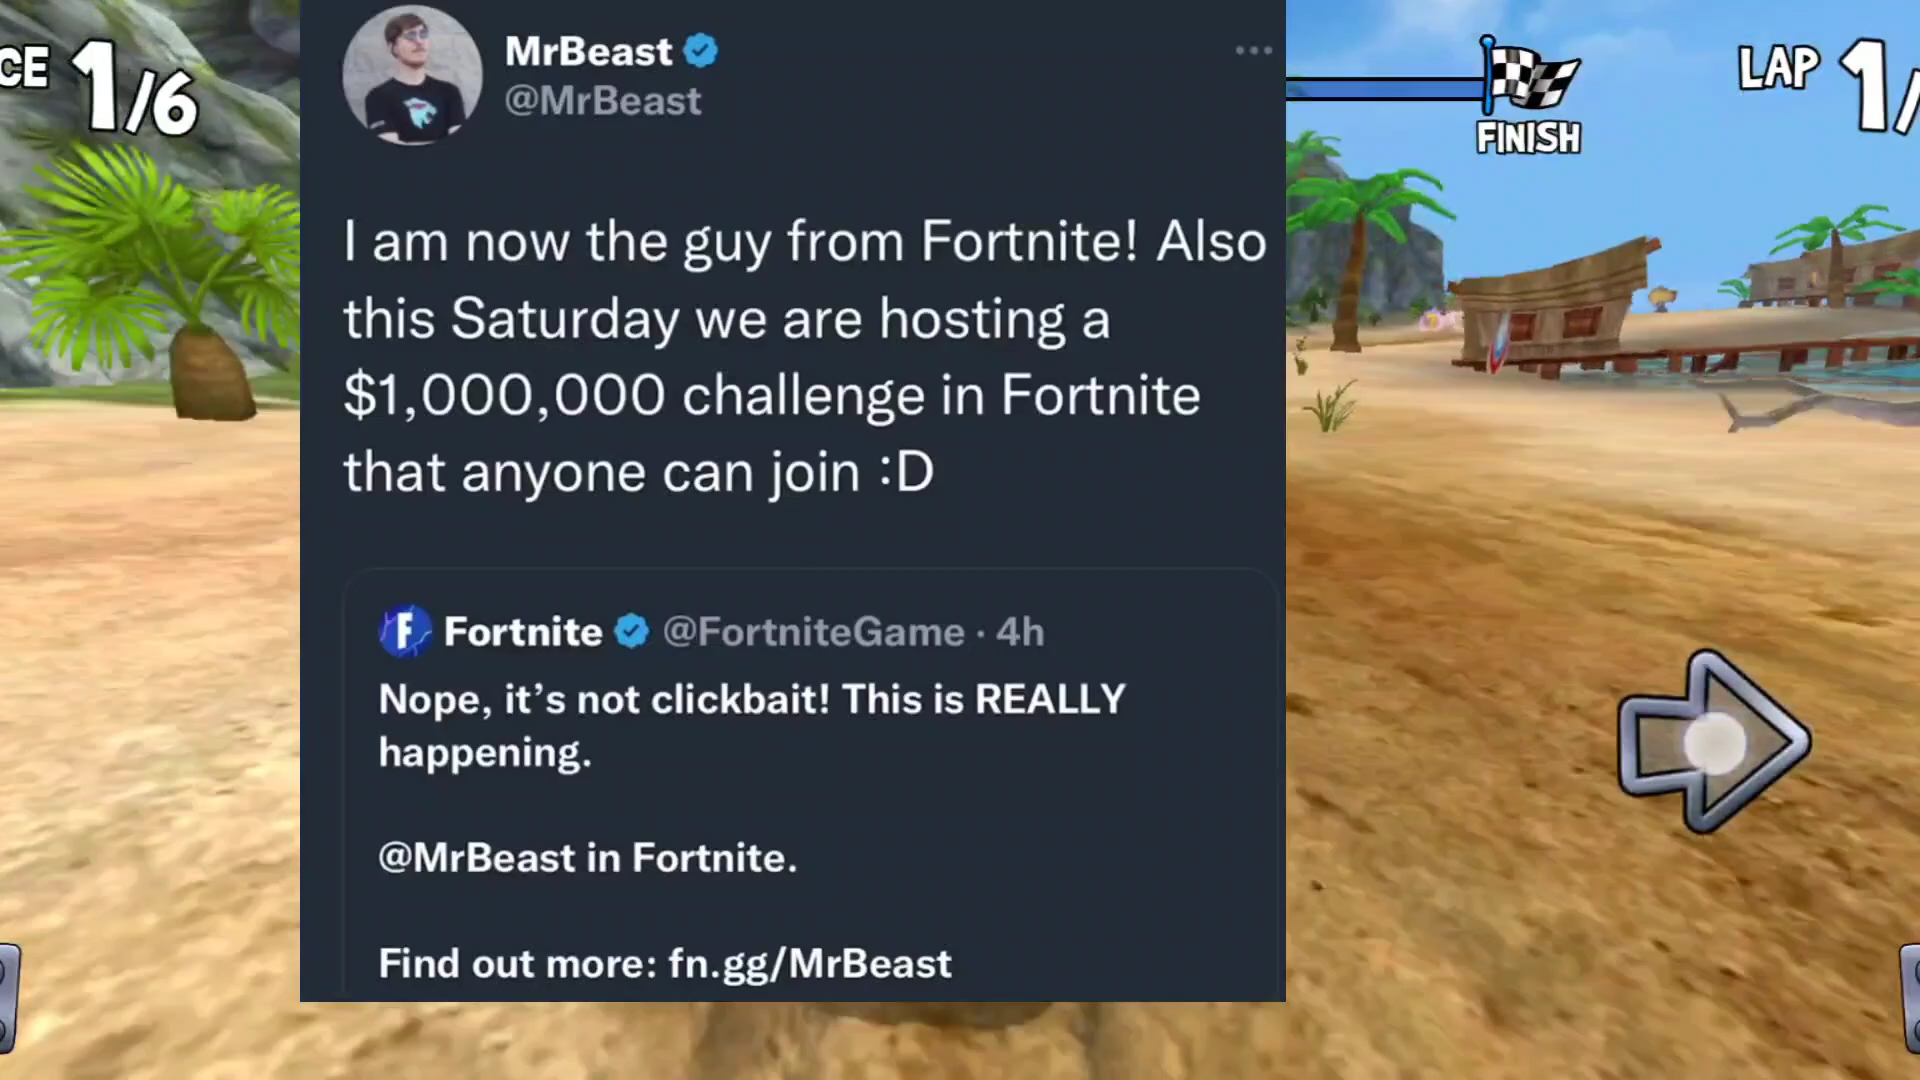 CE 1/6
MrBeast
@MrBeast
I am now the guy from Fortnite! Also
this Saturday we are hosting a
$1,000,000 challenge in Fortnite
that anyone can join :D
Fortnite @FortniteGame · 4h
Nope, it’s not clickbait! This is REALLY
happening.
@MrBeast in Fortnite.
Find out more: fn.gg/MrBeast
FINISH
LAP 1/